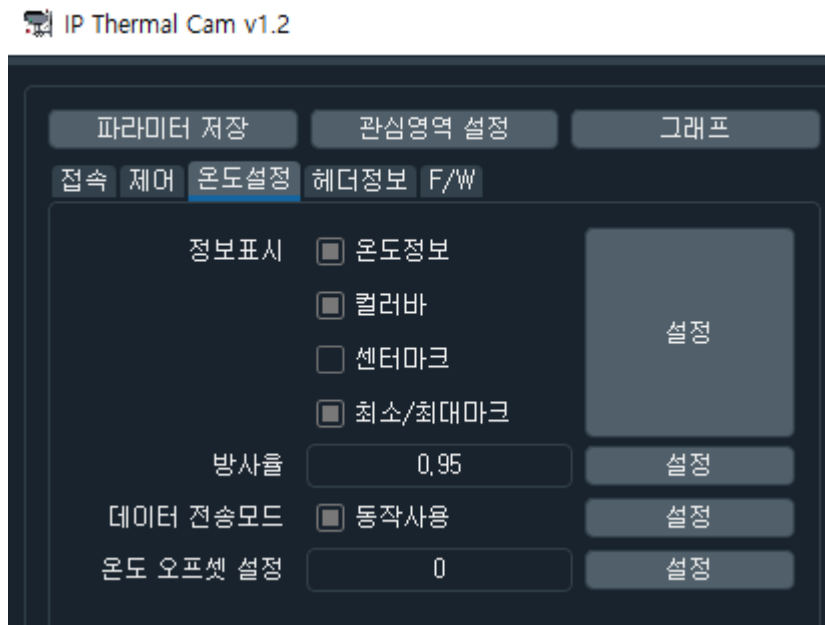 IP Thermal Cam v1.2
파라미터 저장 관심영역 설정 그래프
접속 제어 온도설정 헤더정보 F/W
정보표시 온도정보
컬러바
설정
센터마크
최소/최대마크
방사율 0,95 설정
데이터 전송모드 동작사용 설정
온도 오프셋 설정 0 설정